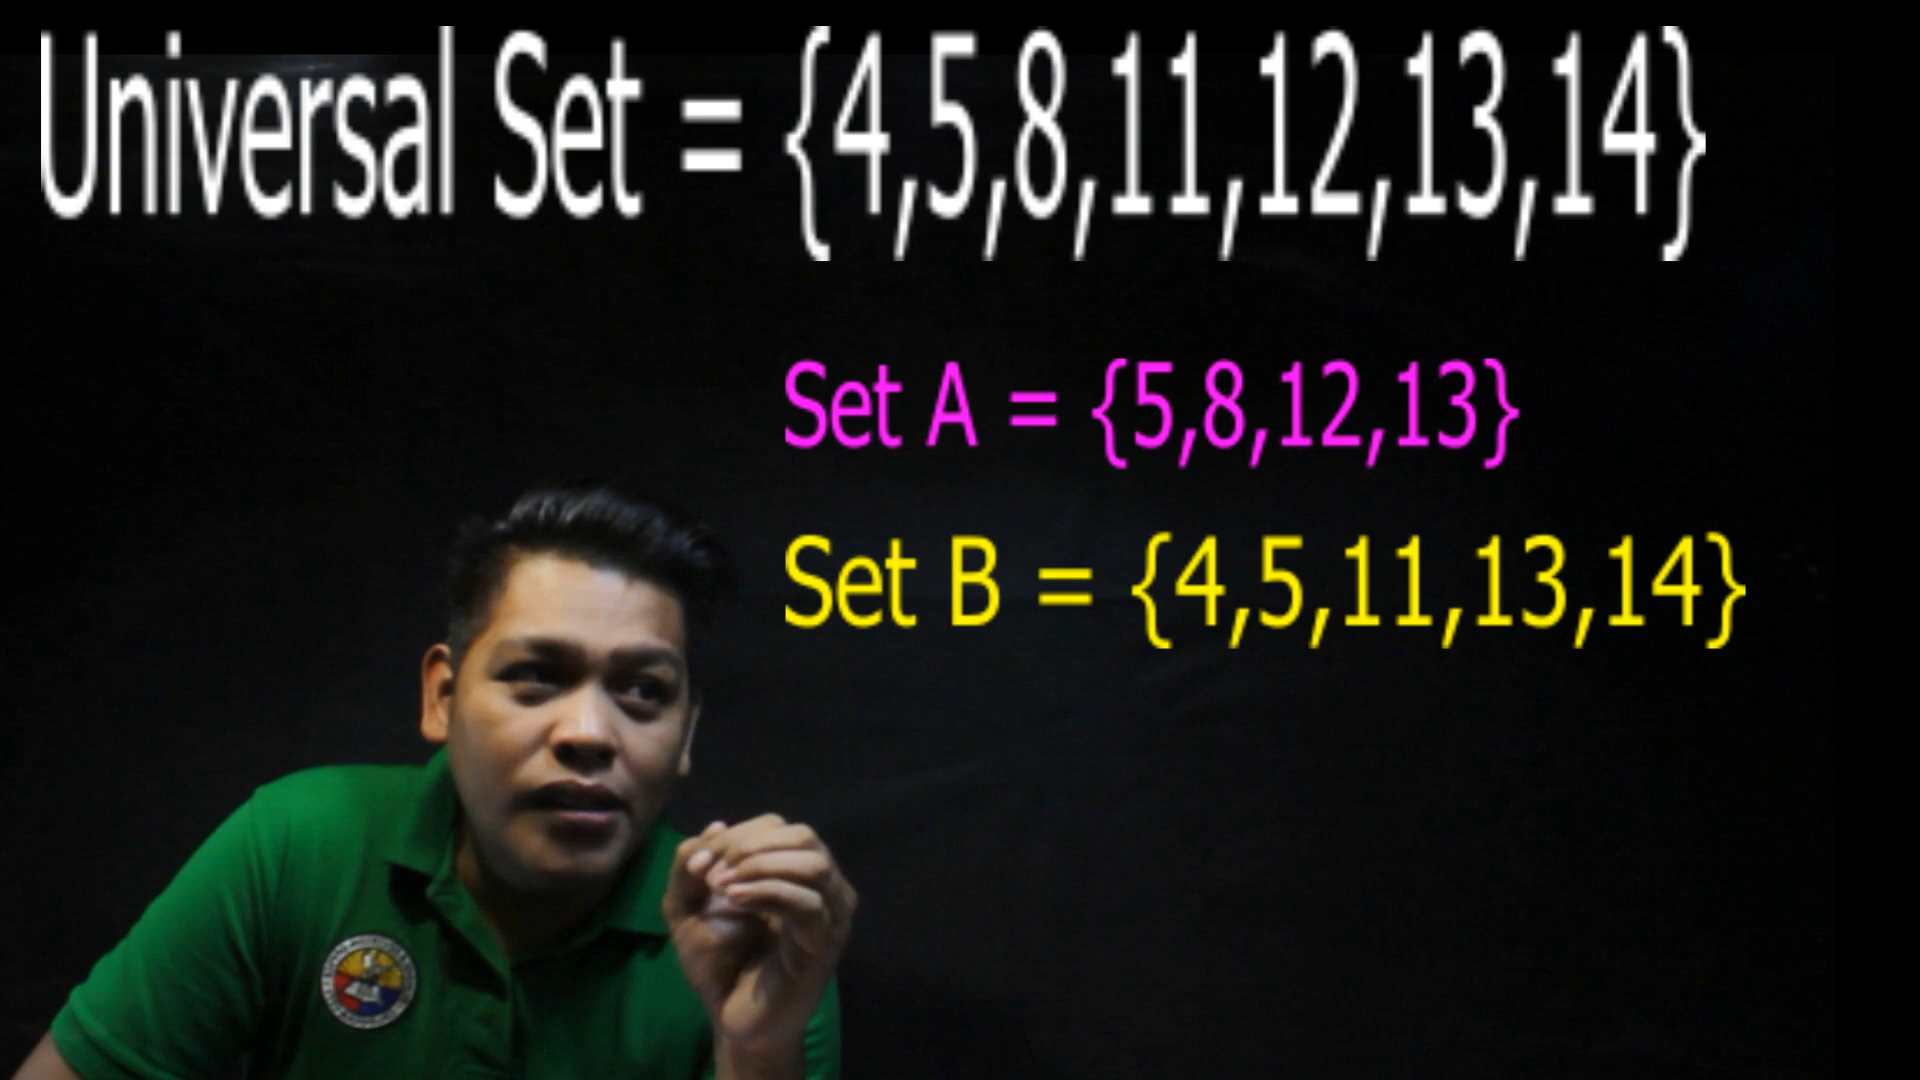 Universal Set = {4,5,8,11,12,13,14}
Set A = {5,8,12,13}
Set B = {4,5,11,13,14}